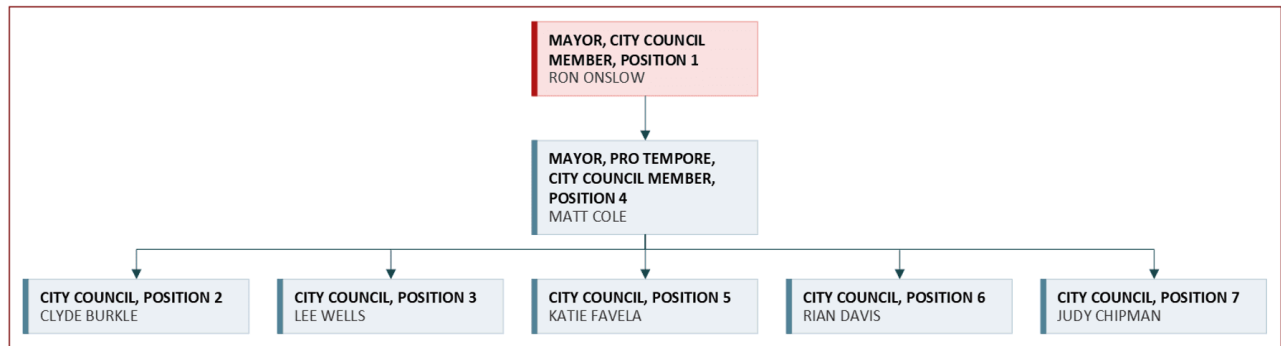 MAYOR, CITY COUNCIL
MEMBER, POSITION 1
RON ONSLOW
MAYOR, PRO TEMPORE,
CITY COUNCIL MEMBER,
POSITION 4
MATT COLE
CITY COUNCIL, POSITION 2
CLYDE BURKLE
CITY COUNCIL, POSITION 3
LEE WELLS
CITY COUNCIL, POSITION 5
KATIE FAVELA
CITY COUNCIL, POSITION 6
RIAN DAVIS
CITY COUNCIL, POSITION 7
JUDY CHIPMAN